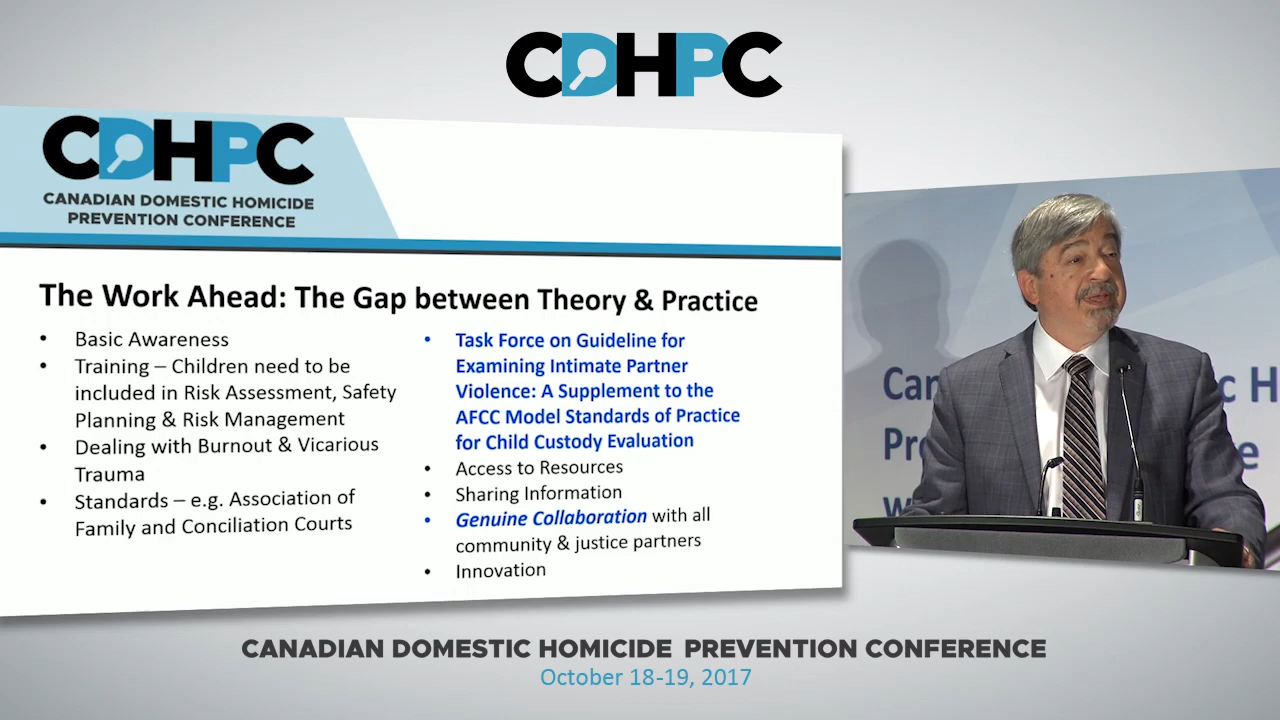 CDHPC
CDHPC
CANADIAN DOMESTIC HOMICIDE
PREVENTION CONFERENCE
The Work Ahead: The Gap between Theory & Practice
• Basic Awareness
• Training – Children need to be
included in Risk Assessment, Safety
Planning & Risk Management
• Dealing with Burnout & Vicarious
Trauma
• Standards – e.g. Association of
Family and Conciliation Courts
• Task Force on Guideline for
Examining Intimate Partner
Violence: A Supplement to the
AFCC Model Standards of Practice
for Child Custody Evaluation
• Access to Resources
• Sharing Information
• Genuine Collaboration with all
community & justice partners
• Innovation
CANADIAN DOMESTIC HOMICIDE PREVENTION CONFERENCE
October 18-19, 2017